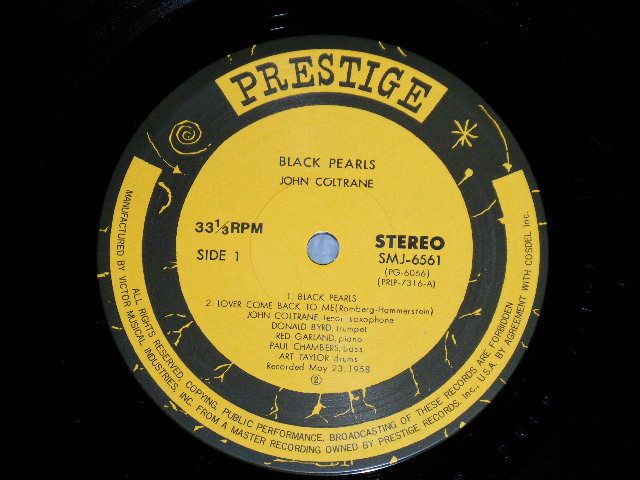 PRESTIGE
BLACK PEARLS
JOHN COLTRANE
33⅓RPM
SIDE 1
STEREO
SMJ-6561
(PG-6066)
(PRLP-7316-A)
1. BLACK PEARLS
2. LOVER COME BACK TO ME(Romberg-Hammerstein)
JOHN COLTRANE, tenor saxophone
DONALD BYRD, trumpet
RED GARLAND, piano
PAUL CHAMBERS, bass
ART TAYLOR, drums
Recorded May 23, 1958
②
MANUFACTURED BY VICTOR MUSICAL INDUSTRIES, INC. FROM A MASTER RECORDING OWNED BY PRESTIGE RECORDS, Inc., U.S.A. BY AGREEMENT WITH COSDEL inc.
ALL RIGHTS RESERVED, COPYING, PUBLIC PERFORMANCE, BROADCASTING OF THESE RECORDS ARE FORBIDDEN